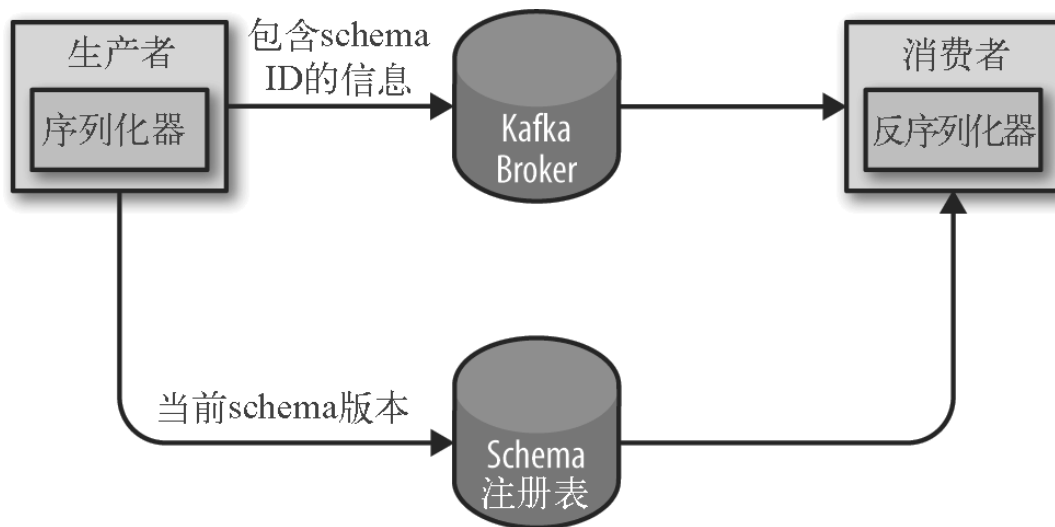 生产者
序列化器
包含schema
ID的信息
Kafka
Broker
消费者
反序列化器
当前schema版本
Schema
注册表